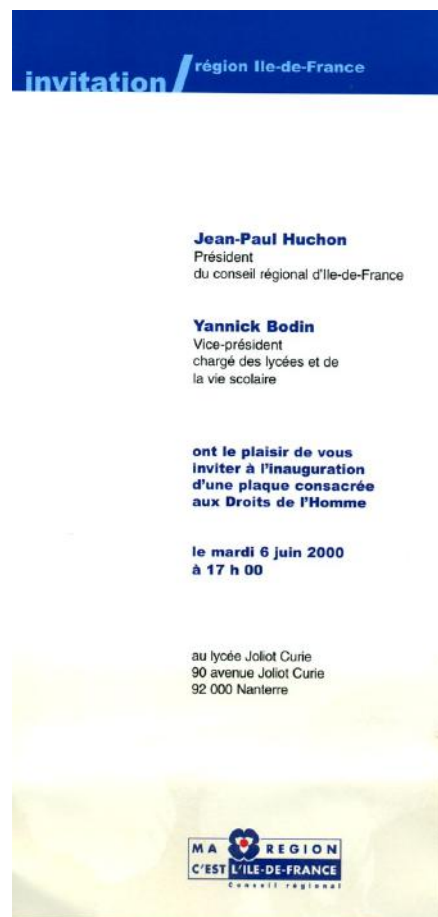 invitation / région Ile-de-France
Jean-Paul Huchon
Président
du conseil régional d'Ile-de-France
Yannick Bodin
Vice-président
chargé des lycées et de
la vie scolaire
ont le plaisir de vous
inviter à l'inauguration
d'une plaque consacrée
aux Droits de l'Homme
le mardi 6 juin 2000
à 17 h 00
au lycée Joliot Curie
90 avenue Joliot Curie
92 000 Nanterre
MA REGION
C'EST L'ILE-DE-FRANCE
Conseil régional